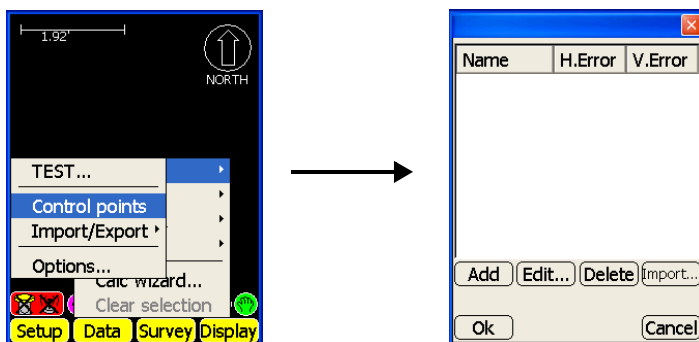 1.92'
NORTH
TEST...
Control points
Import/Export
Options...
Calc Wizard...
Clear selection
Setup Data Survey Display
Name H.Error V.Error
Add Edit... Delete Import...
Ok Cancel